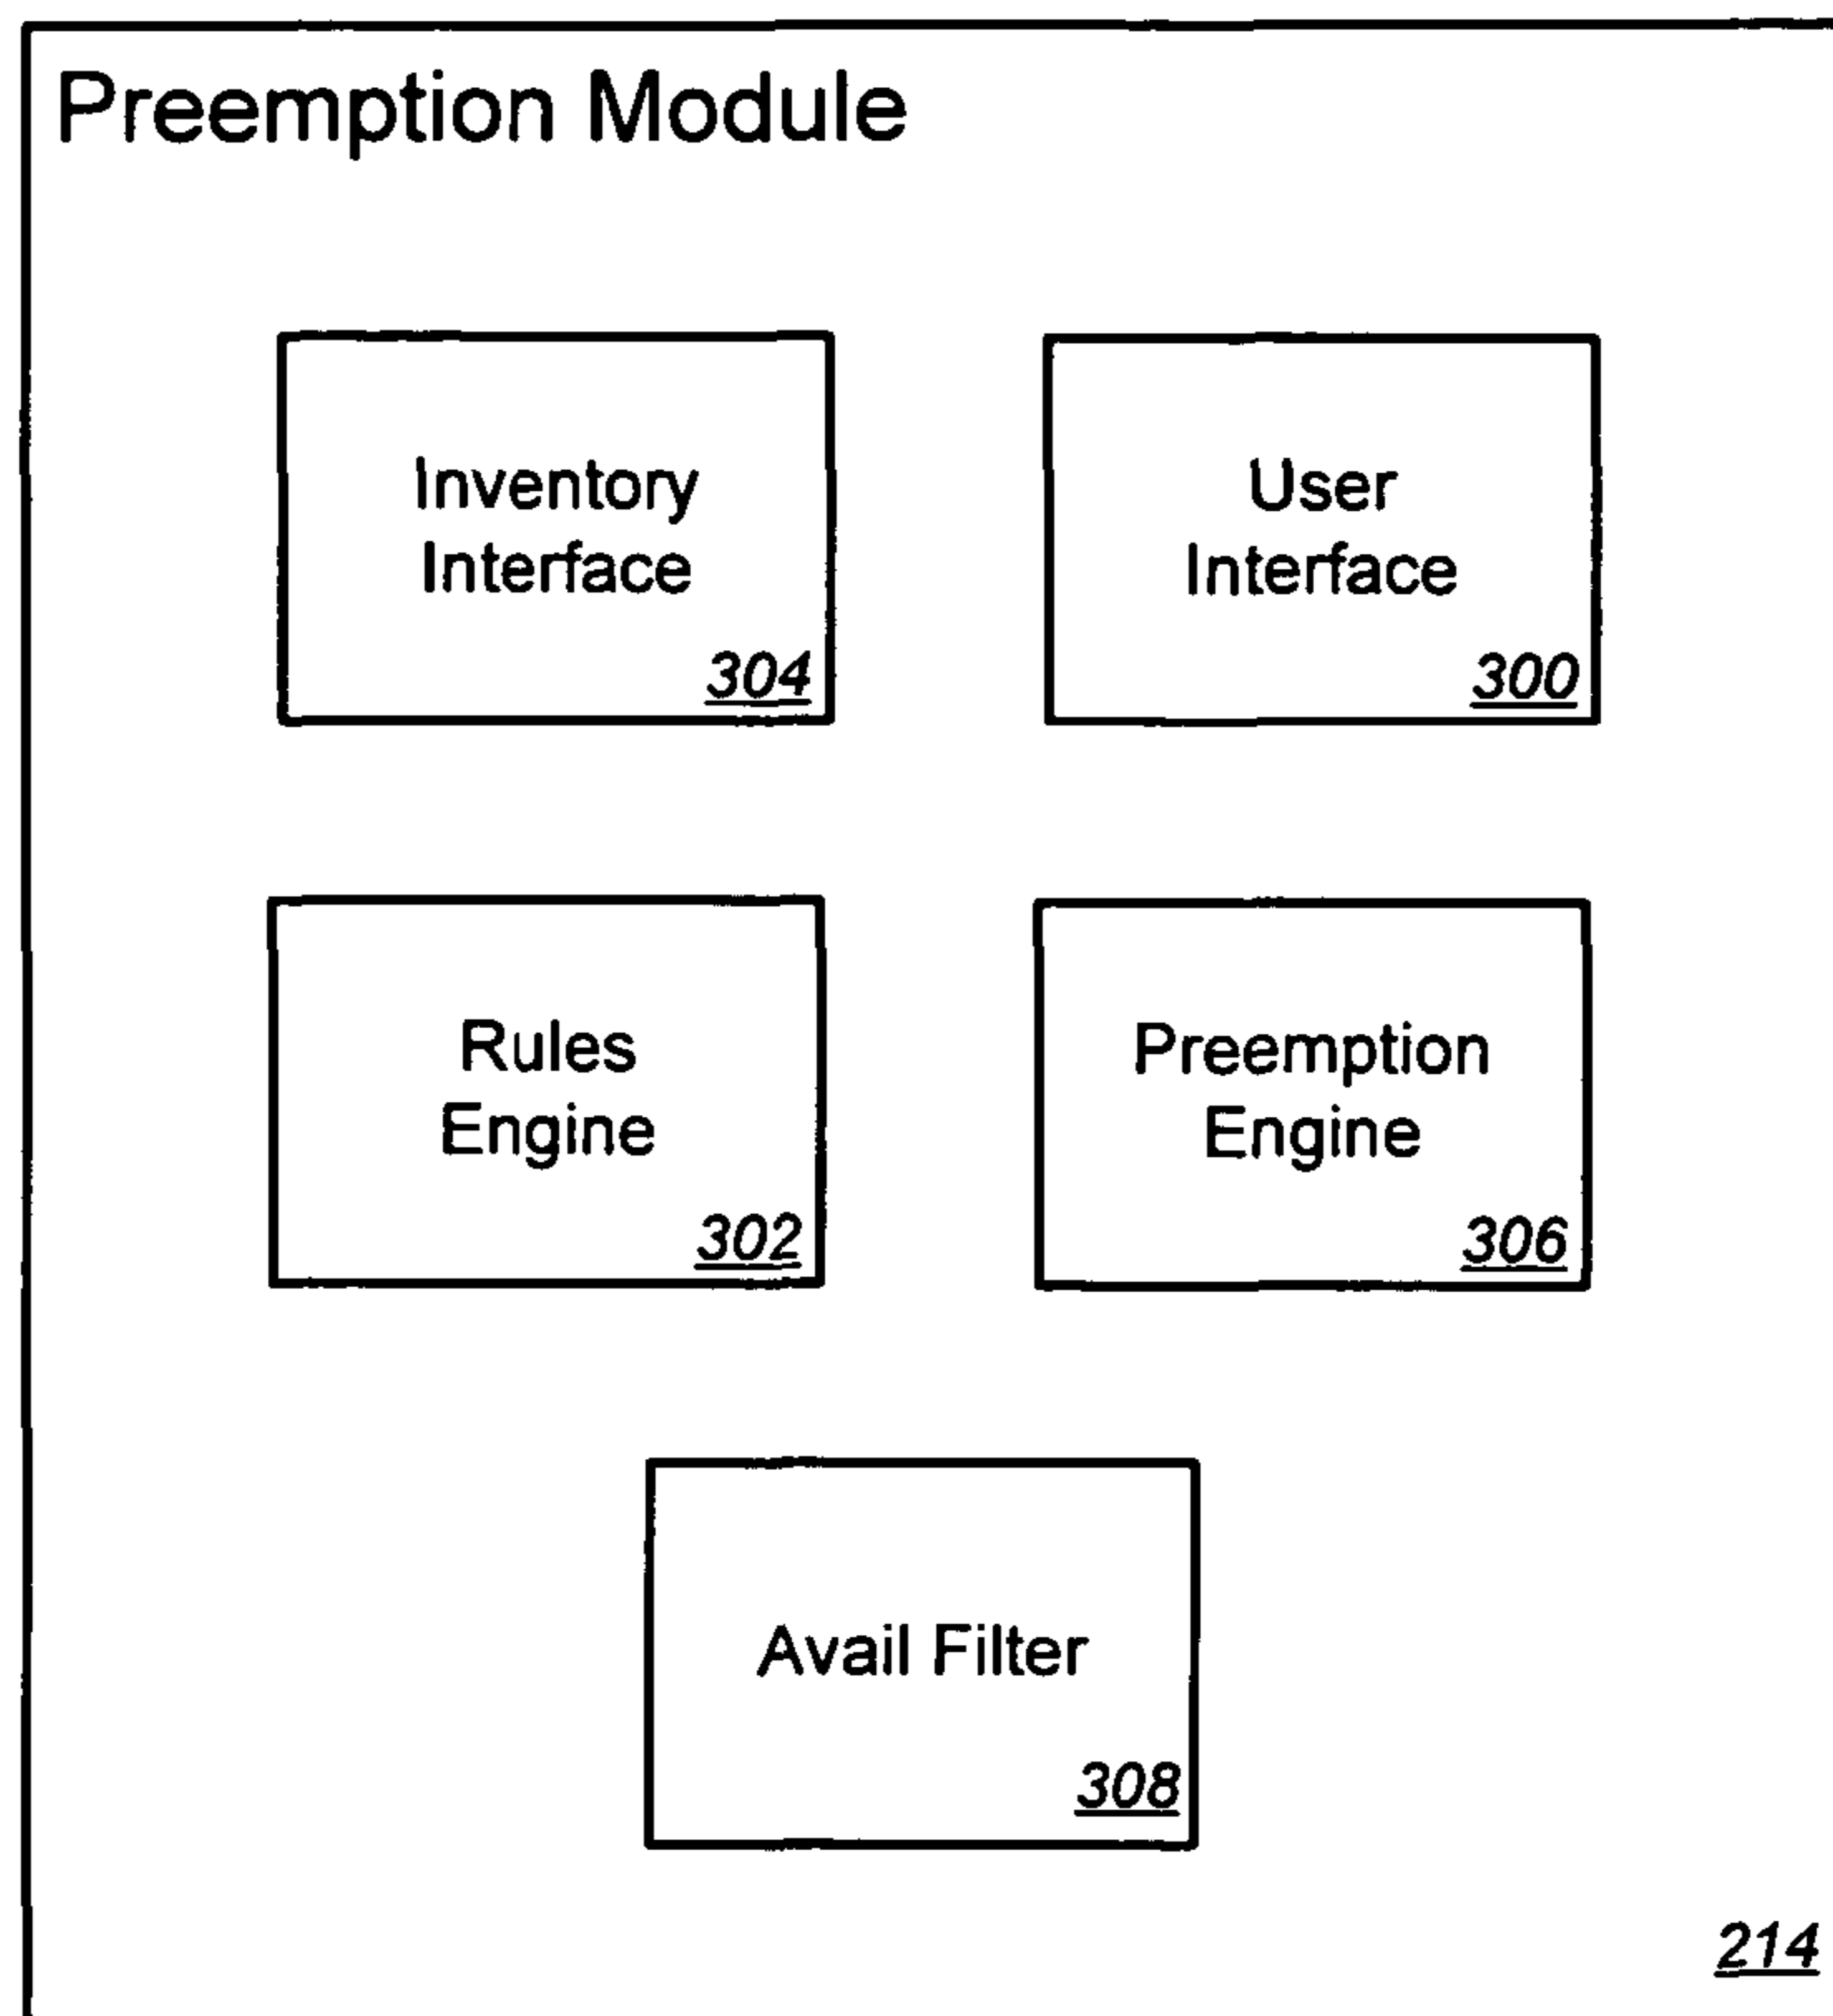 Preemption Module
Inventory
Interface
304
User
Interface
300
Rules
Engine
302
Preemption
Engine
306
Avail Filter
308
214